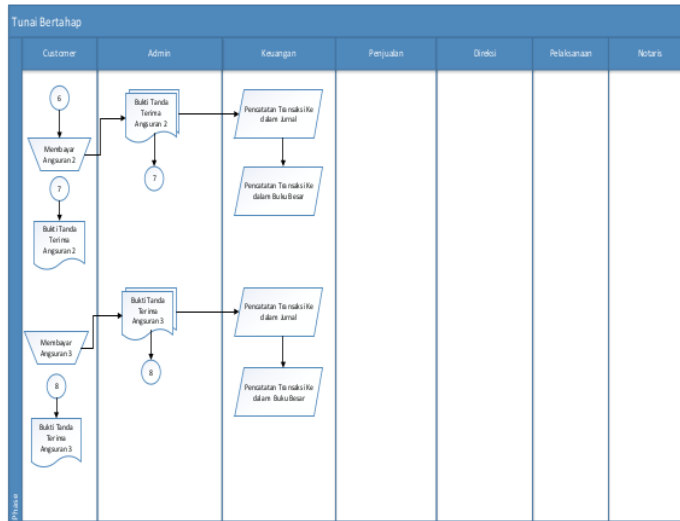 Tunai Bertahap
Customer
Admin
Keuangan
Penjualan
Direksi
Pelaksanaan
Notaris
6
Membayar
Angsuran 2
7
Bukti Tanda
Terima
Angsuran 2
Bukti Tanda
Terima
Angsuran 2
7
Pencatatan Transaksi Ke
dalam Jurnal
Pencatatan Transaksi Ke
dalam Buku Besar
Membayar
Angsuran 3
8
Bukti Tanda
Terima
Angsuran 3
Bukti Tanda
Terima
Angsuran 3
8
Pencatatan Transaksi Ke
dalam Jurnal
Pencatatan Transaksi Ke
dalam Buku Besar
Phase